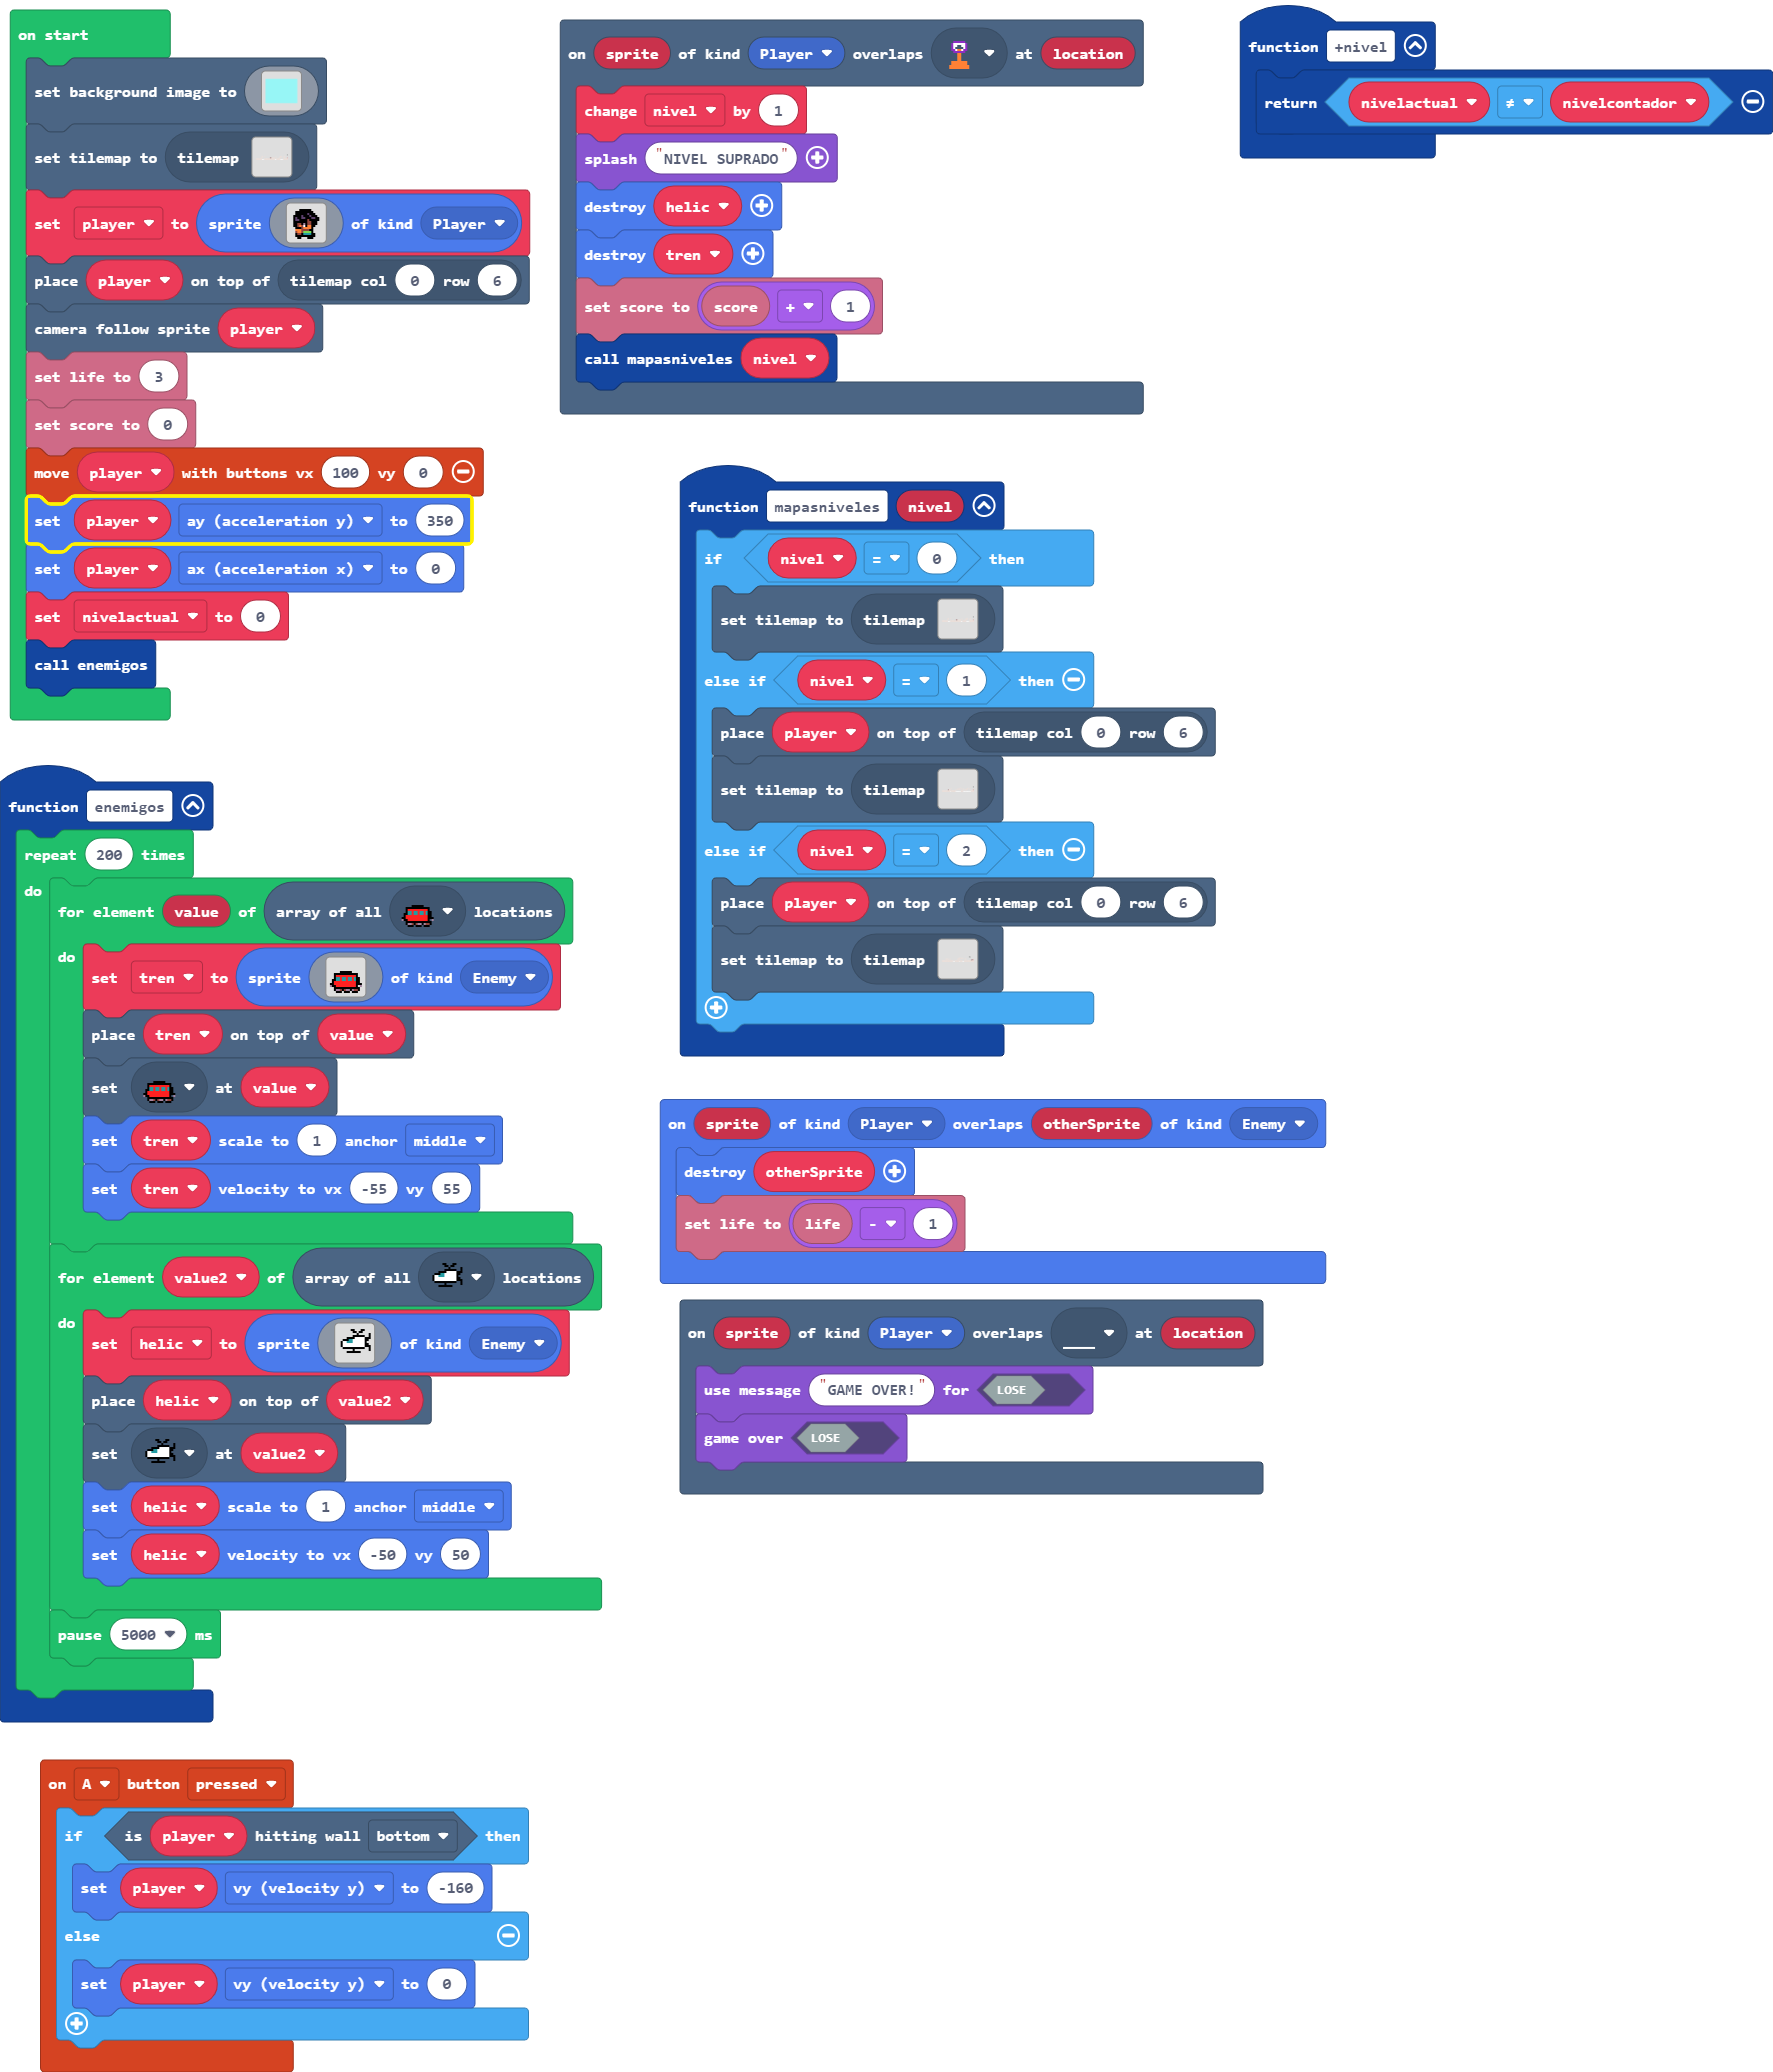 on start
set background image to
set tilemap to tilemap
set player to sprite of kind Player
place player on top of tilemap col 0 row 6
camera follow sprite player
set life to 3
set score to 0
move player with buttons vx 100 vy 0
set player ay (acceleration y) to 350
set player ax (acceleration x) to 0
set nivelactual to 0
call enemigos
on sprite of kind Player overlaps at location
change nivel by 1
splash "NIVEL SUPRADO"
destroy helic
destroy tren
set score to score + 1
call mapasniveles nivel
function +nivel
return nivelactual ≠ nivelcontador
function mapasniveles nivel
if nivel = 0 then
set tilemap to tilemap
else if nivel = 1 then
place player on top of tilemap col 0 row 6
set tilemap to tilemap
else if nivel = 2 then
place player on top of tilemap col 0 row 6
set tilemap to tilemap
function enemigos
repeat 200 times
do
for element value of array of all locations
do
set tren to sprite of kind Enemy
place tren on top of value
set at value
set tren scale to 1 anchor middle
set tren velocity to vx -55 vy 55
for element value2 of array of all locations
do
set helic to sprite of kind Enemy
place helic on top of value2
set at value2
set helic scale to 1 anchor middle
set helic velocity to vx -50 vy 50
pause 5000 ms
on sprite of kind Player overlaps otherSprite of kind Enemy
destroy otherSprite
set life to life - 1
on sprite of kind Player overlaps at location
use message "GAME OVER!" for LOSE
game over LOSE
on A button pressed
if is player hitting wall bottom then
set player vy (velocity y) to -160
else
set player vy (velocity y) to 0